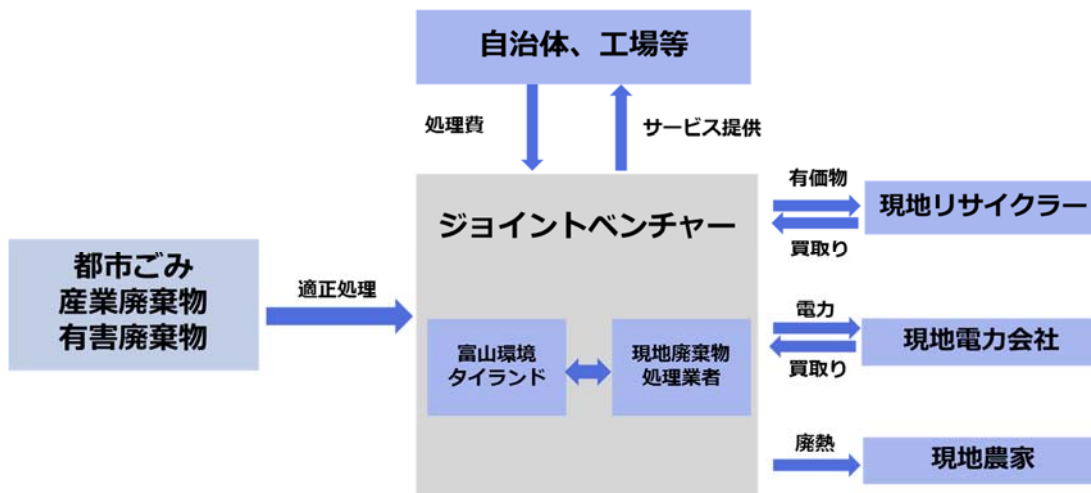 自治体、工場等
処理費
サービス提供
ジョイントベンチャー
都市ごみ
産業廃棄物
有害廃棄物
適正処理
富山環境
タイランド
現地廃棄物
処理業者
有価物
買取り
現地リサイクラー
電力
買取り
現地電力会社
廃熱
現地農家